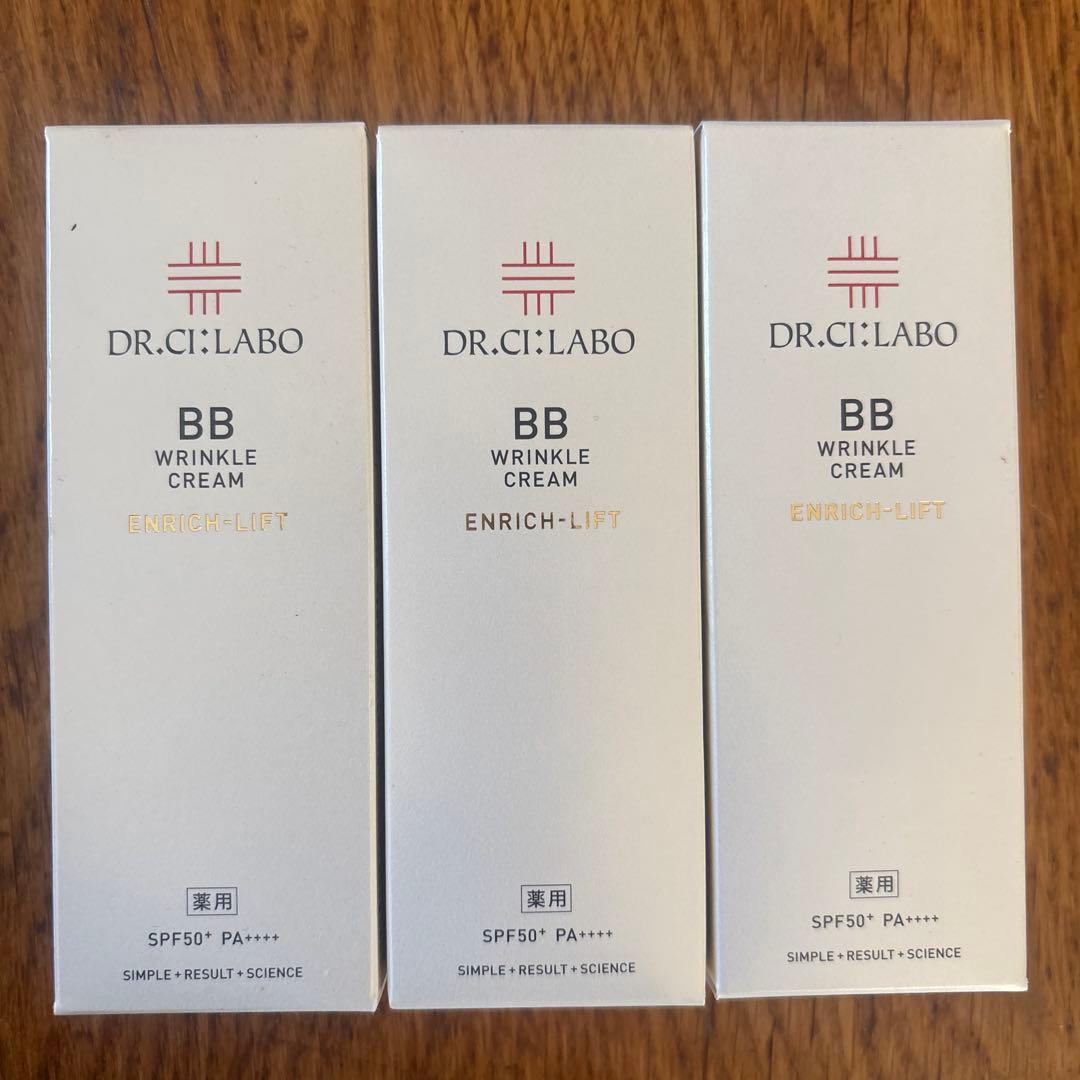 DR.CI:LABO
BB
WRINKLE
CREAM
ENRICH-LIFT
薬用
SPF50+ PA++++
SIMPLE+RESULT+SCIENCE
DR.CI:LABO
BB
WRINKLE
CREAM
ENRICH-LIFT
薬用
SPF50+ PA++++
SIMPLE+RESULT+SCIENCE
DR.CI:LABO
BB
WRINKLE
CREAM
ENRICH-LIFT
薬用
SPF50+ PA++++
SIMPLE+RESULT+SCIENCE